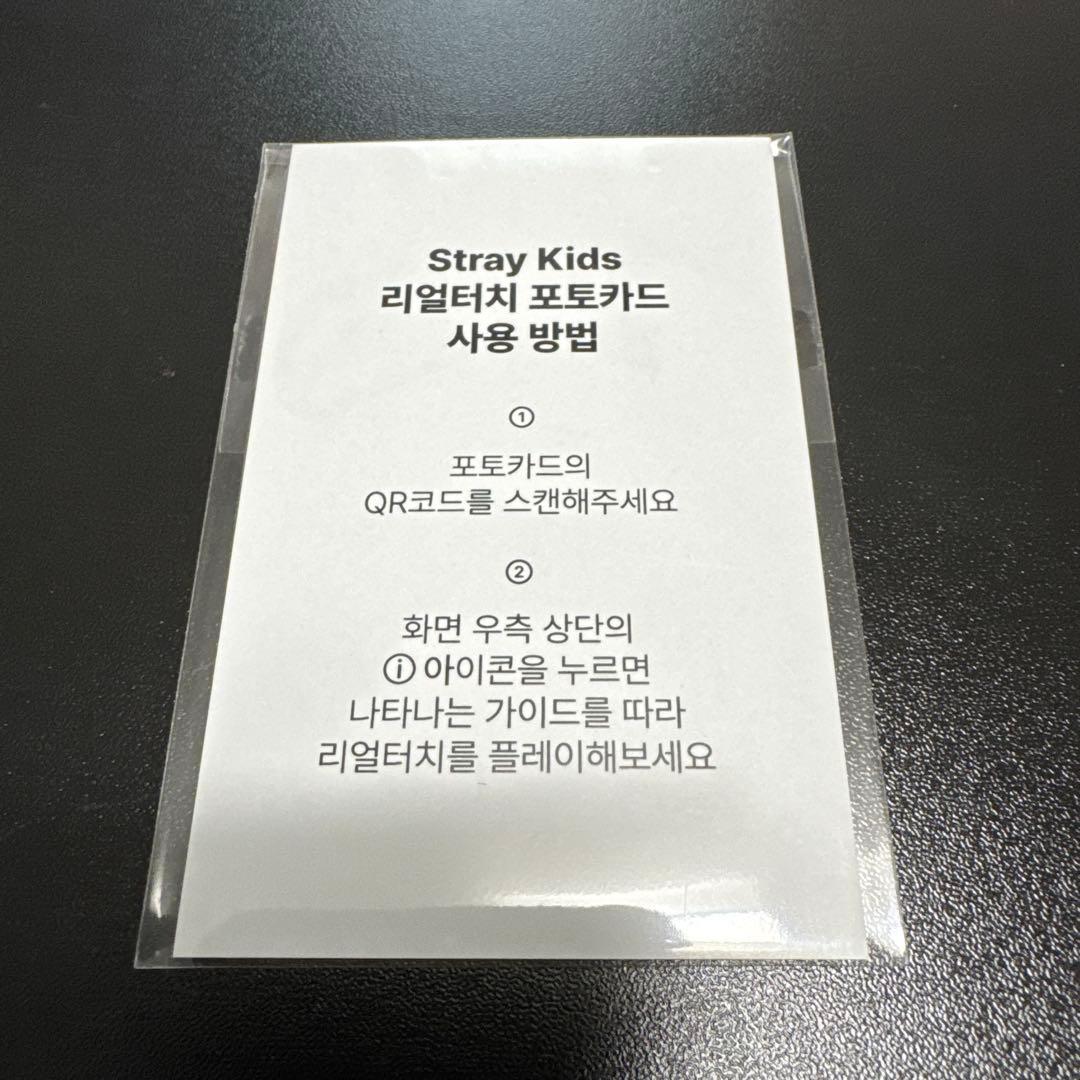 Stray Kids
리얼터치 포토카드
사용 방법
①
포토카드의
QR코드를 스캔해주세요
②
화면 우측 상단의
ⓘ 아이콘을 누르면
나타나는 가이드를 따라
리얼터치를 플레이해보세요